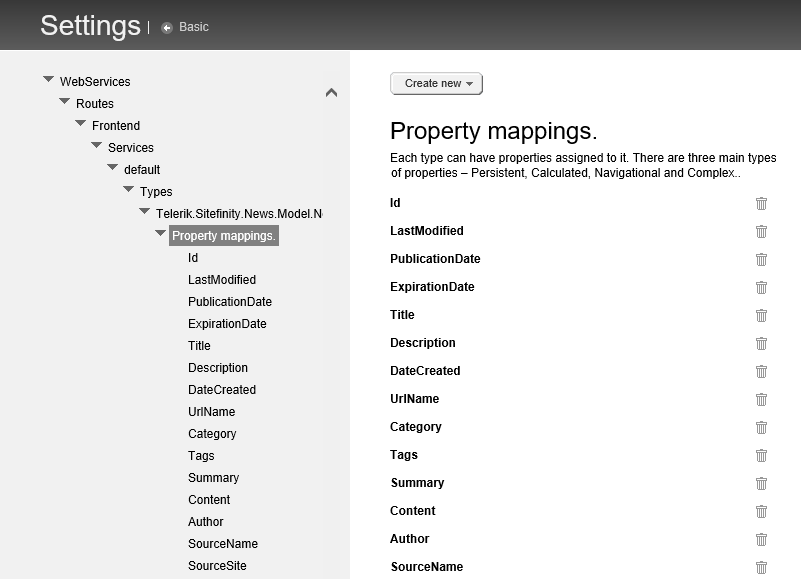 Settings | Basic
WebServices
Routes
Frontend
Services
default
Types
Telerik.Sitefinity.News.Model.N
Property mappings.
Id
LastModified
PublicationDate
ExpirationDate
Title
Description
DateCreated
UrlName
Category
Tags
Summary
Content
Author
SourceName
SourceSite
Create new
Property mappings.
Each type can have properties assigned to it. There are three main types
of properties – Persistent, Calculated, Navigational and Complex..
Id
LastModified
PublicationDate
ExpirationDate
Title
Description
DateCreated
UrlName
Category
Tags
Summary
Content
Author
SourceName